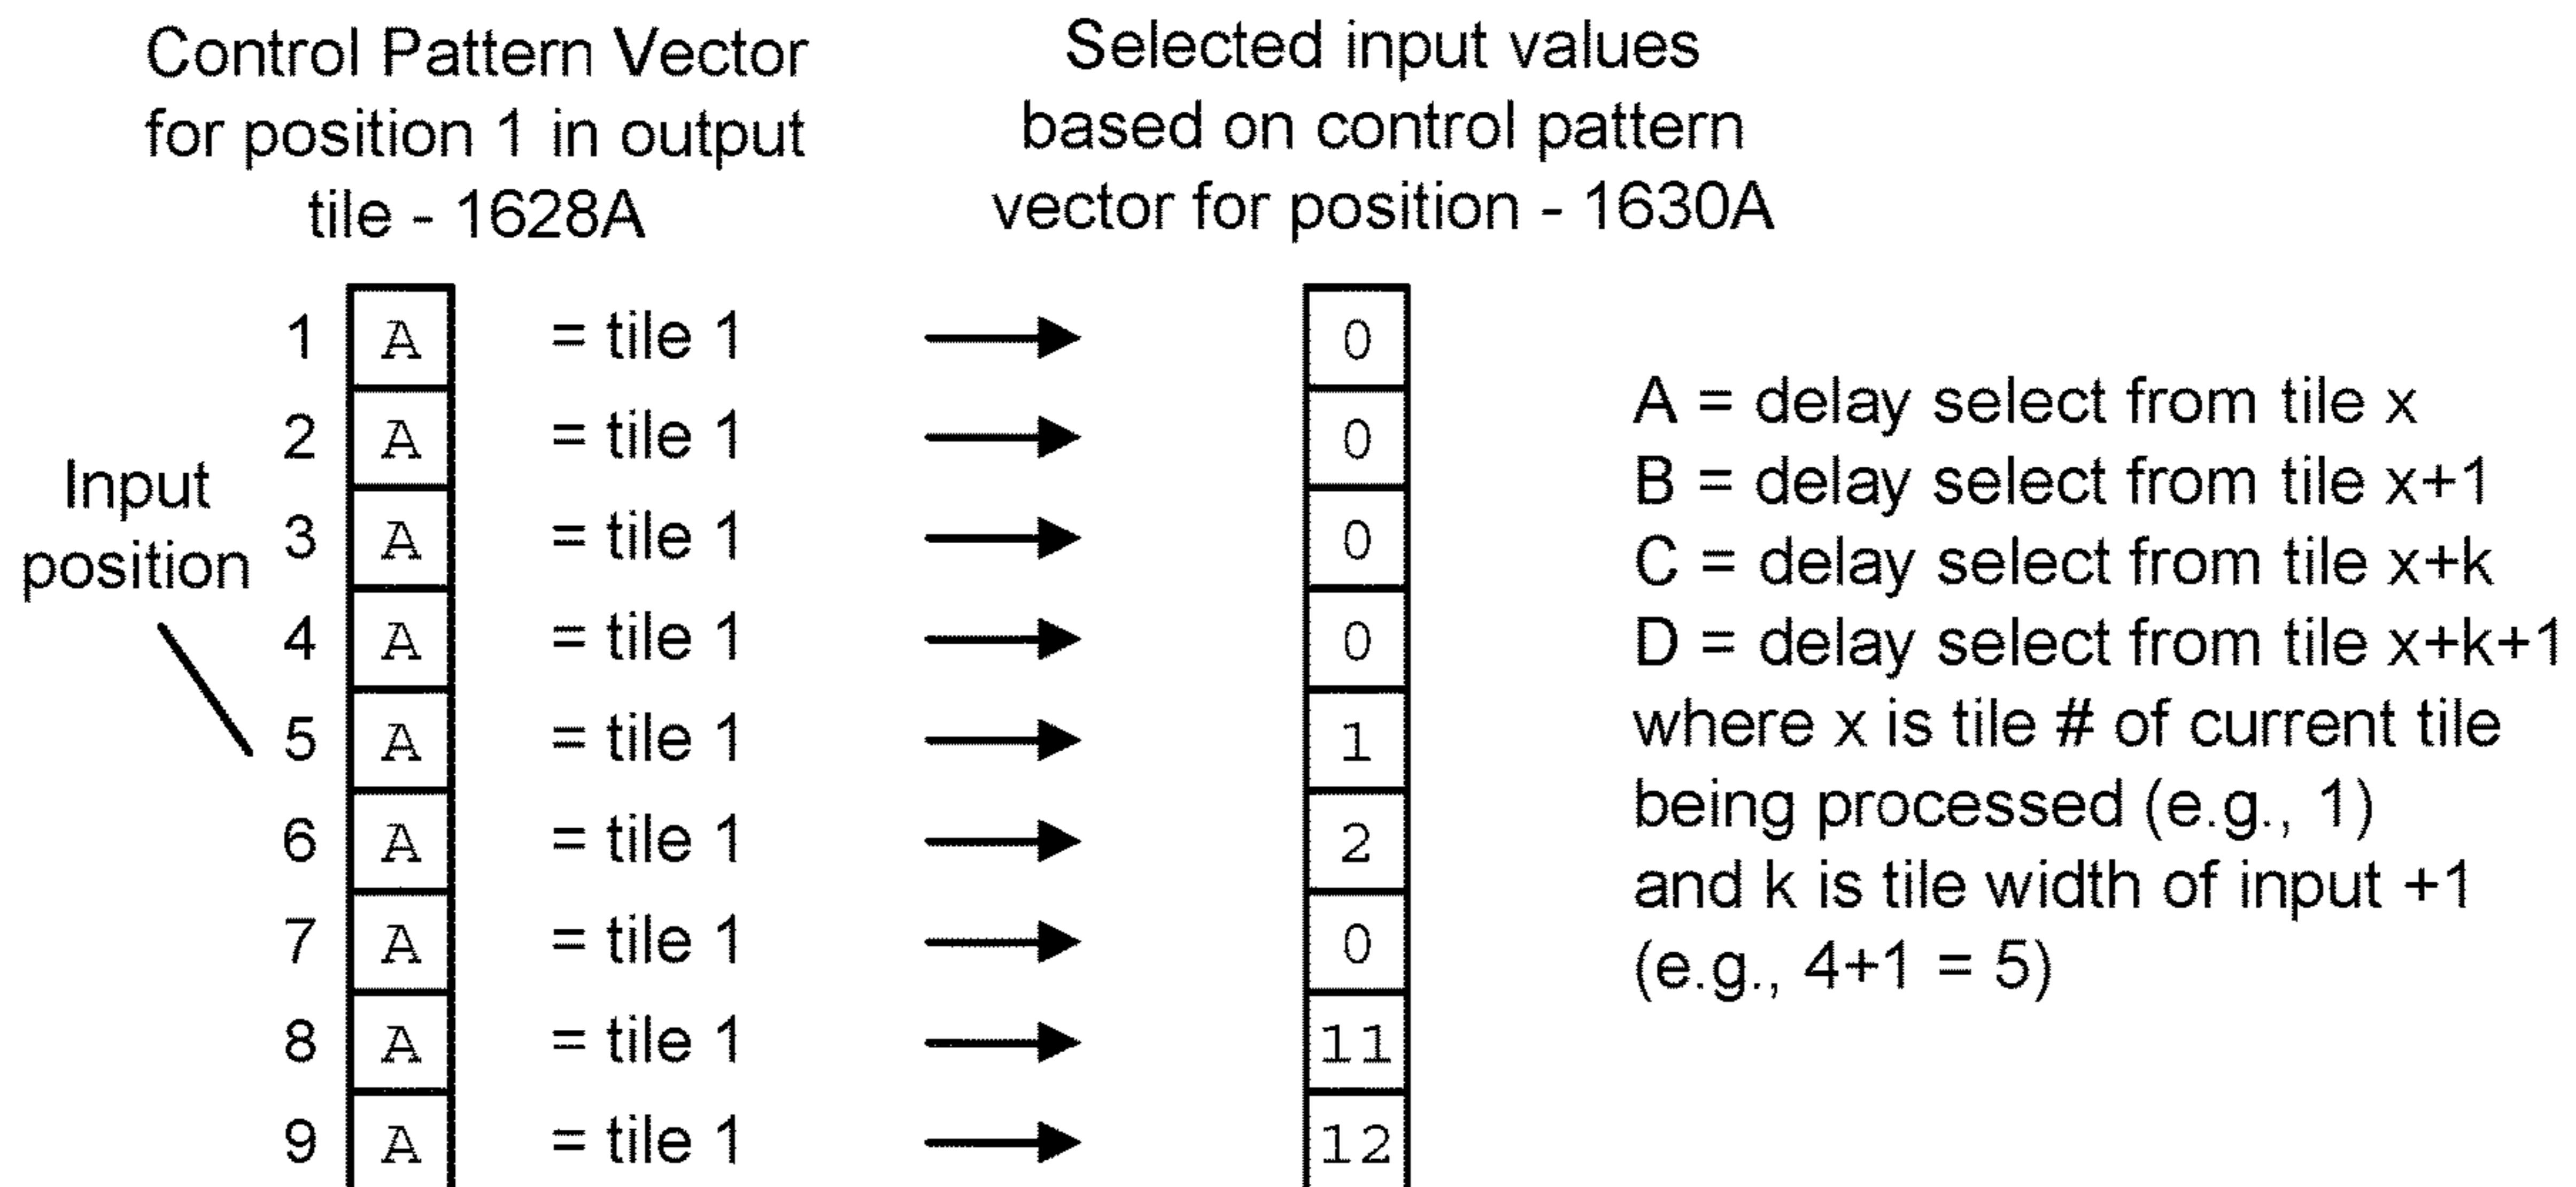 Control Pattern Vector
for position 1 in output
tile - 1628A
Selected input values
based on control pattern
vector for position - 1630A
Input
position
1 A = tile 1 0
2 A = tile 1 0
3 A = tile 1 0
4 A = tile 1 0
5 A = tile 1 1
6 A = tile 1 2
7 A = tile 1 0
8 A = tile 1 11
9 A = tile 1 12
A = delay select from tile x
B = delay select from tile x+1
C = delay select from tile x+k
D = delay select from tile x+k+1
where x is tile # of current tile
being processed (e.g., 1)
and k is tile width of input +1
(e.g., 4+1 = 5)